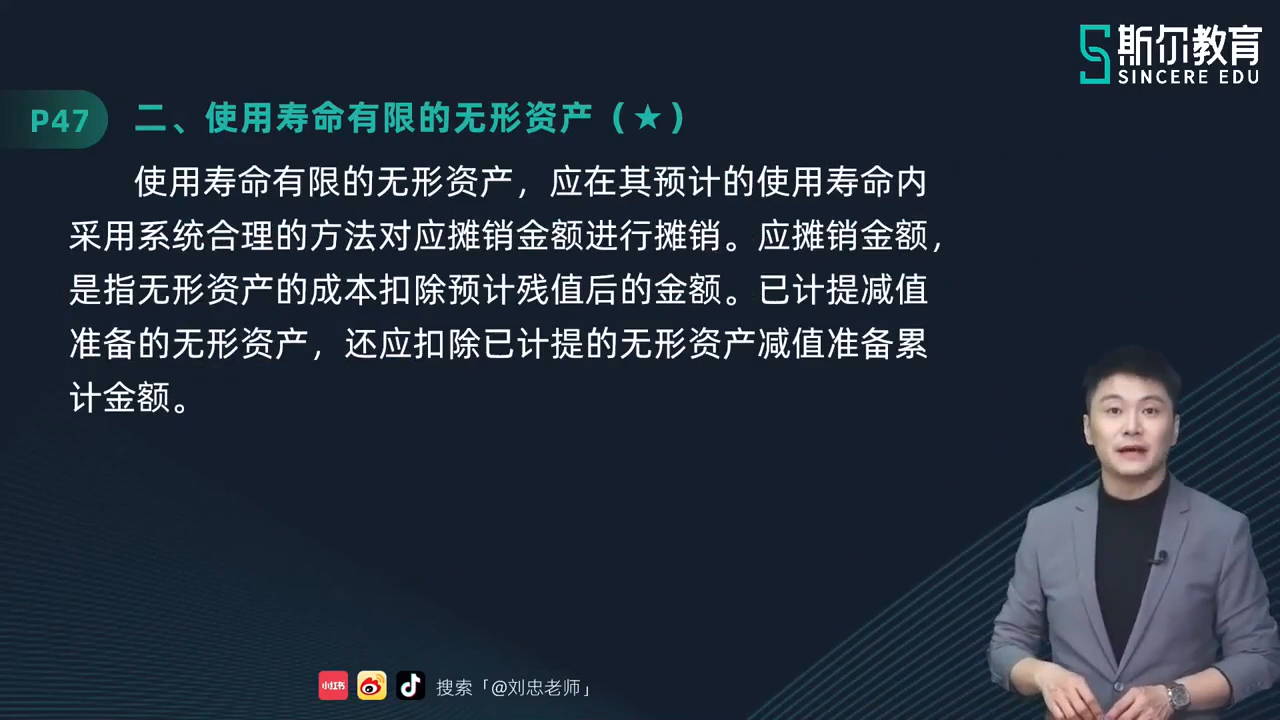 斯尔教育
SINCERE EDU
P47
二、使用寿命有限的无形资产（★）
使用寿命有限的无形资产，应在其预计的使用寿命内
采用系统合理的方法对应摊销金额进行摊销。应摊销金额，
是指无形资产的成本扣除预计残值后的金额。已计提减值
准备的无形资产，还应扣除已计提的无形资产减值准备累
计金额。
小红书
搜索「@刘忠老师」